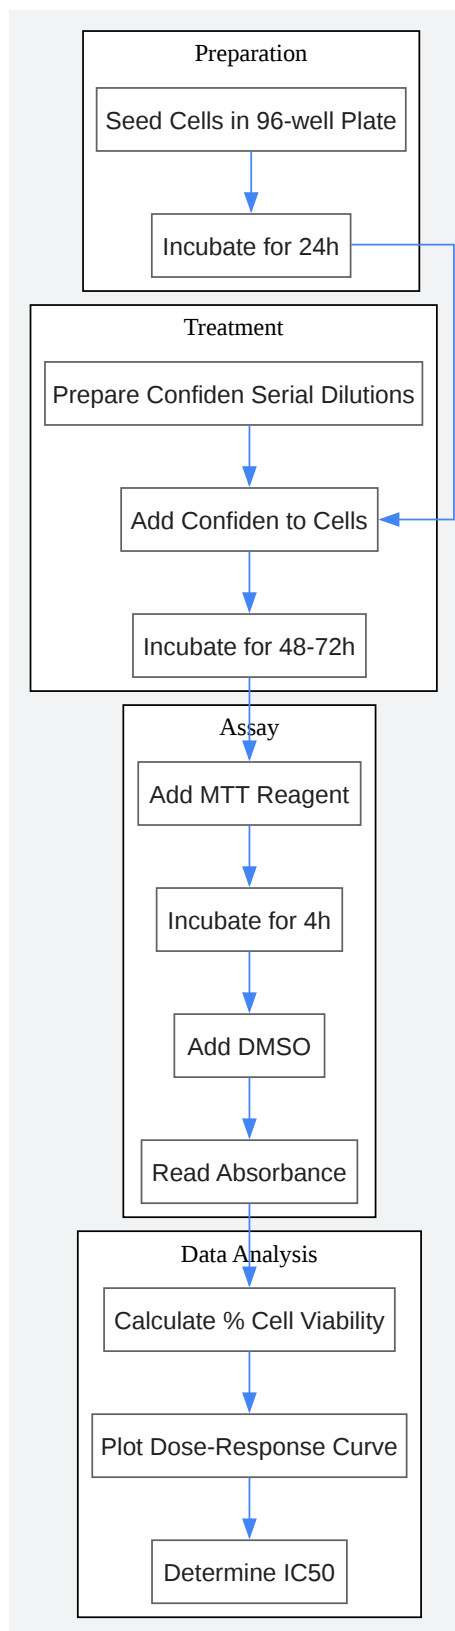 Preparation
Seed Cells in 96-well Plate
Incubate for 24h
Treatment
Prepare Confiden Serial Dilutions
Add Confiden to Cells
Incubate for 48-72h
Assay
Add MTT Reagent
Incubate for 4h
Add DMSO
Read Absorbance
Data Analysis
Calculate % Cell Viability
Plot Dose-Response Curve
Determine IC50